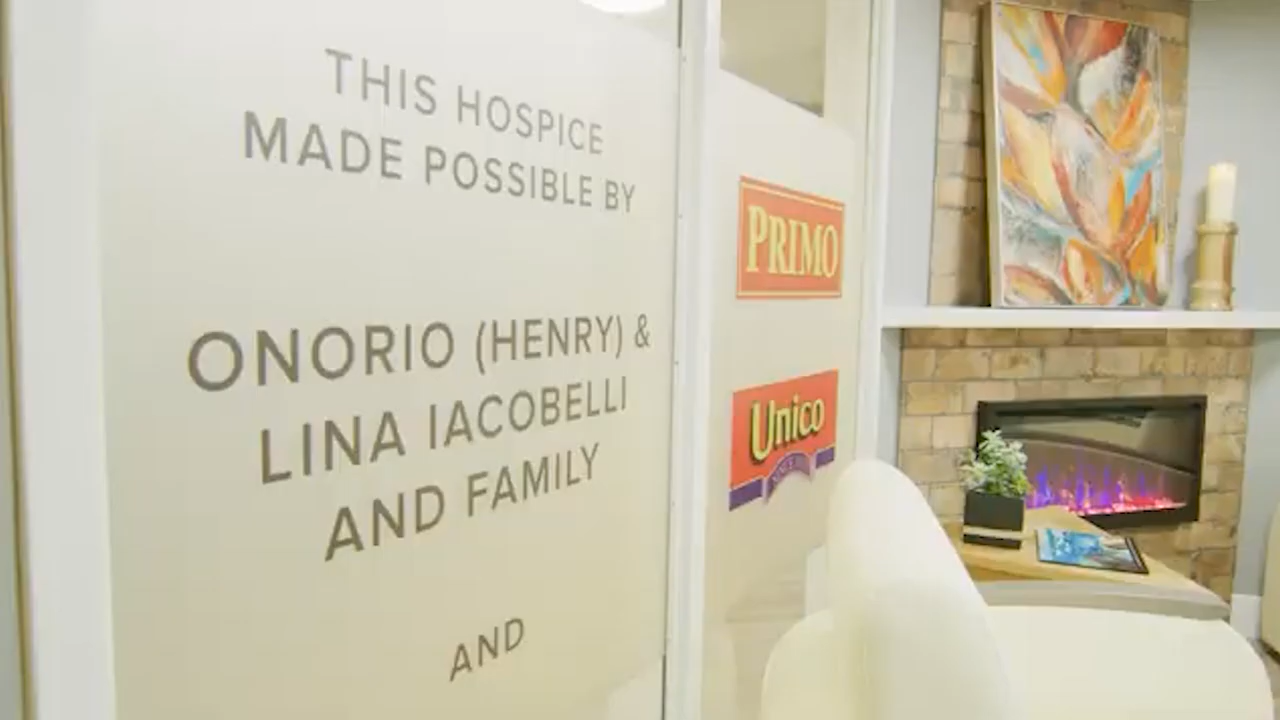 THIS HOSPICE
MADE POSSIBLE BY
ONORIO (HENRY) &
LINA IACOBELLI
AND FAMILY
AND
PRIMO
Unico